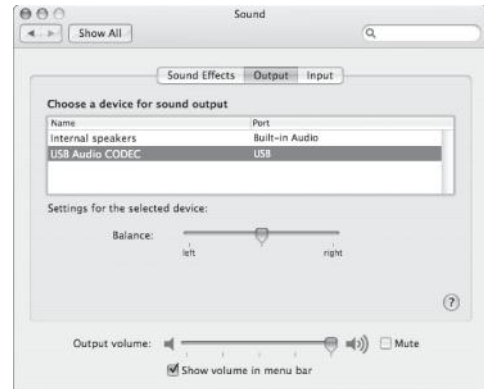 Sound
Show All
Sound Effects Output Input
Choose a device for sound output
Name Port
Internal speakers Built-in Audio
USB Audio CODEC USB
Settings for the selected device:
Balance:
left right
?
Output volume: Mute
Show volume in menu bar